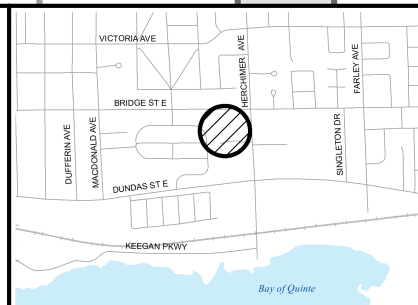 VICTORIA AVE
HERCHIMER AVE
FARLEY AVE
BRIDGE ST E
DUFFERIN AVE
MACDONALD AVE
SINGLETON DR
DUNDAS ST E
KEEGAN PKWY
Bay of Quinte